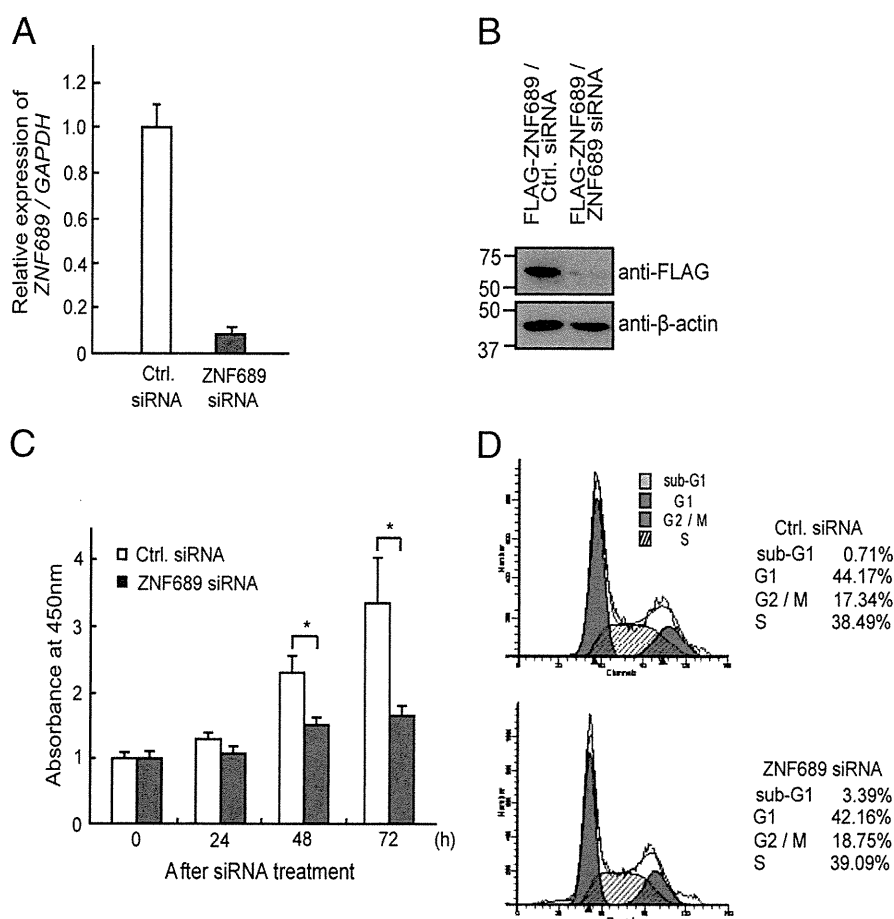 A
Relative expression of
ZNF689 / GAPDH
1.2
1.0
0.8
0.6
0.4
0.2
0
Ctrl.
siRNA
ZNF689
siRNA
B
FLAG-ZNF689 /
Ctrl. siRNA
FLAG-ZNF689 /
ZNF689 siRNA
75
50
anti-FLAG
50
37
anti-β-actin
C
Absorbance at 450nm
4
3
2
1
0
Ctrl. siRNA
ZNF689 siRNA
*
*
0 24 48 72 (h)
After siRNA treatment
D
sub-G1
G1
G2 / M
S
Number
Channels
Ctrl. siRNA
sub-G1 0.71%
G1 44.17%
G2 / M 17.34%
S 38.49%
Number
ZNF689 siRNA
sub-G1 3.39%
G1 42.16%
G2 / M 18.75%
S 39.09%